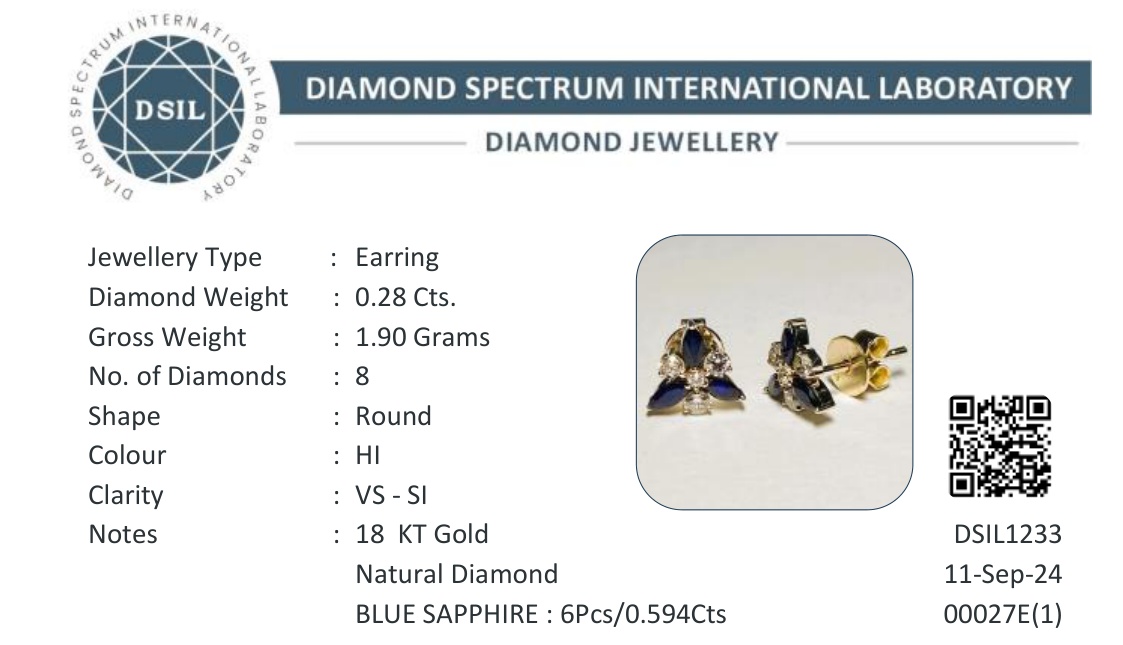 DIAMOND SPECTRUM INTERNATIONAL LABORATORY
DSIL
DIAMOND SPECTRUM INTERNATIONAL LABORATORY
DIAMOND JEWELLERY
Jewellery Type : Earring
Diamond Weight : 0.28 Cts.
Gross Weight : 1.90 Grams
No. of Diamonds : 8
Shape : Round
Colour : HI
Clarity : VS - SI
Notes : 18 KT Gold DSIL1233
Natural Diamond 11-Sep-24
BLUE SAPPHIRE : 6Pcs/0.594Cts 00027E(1)